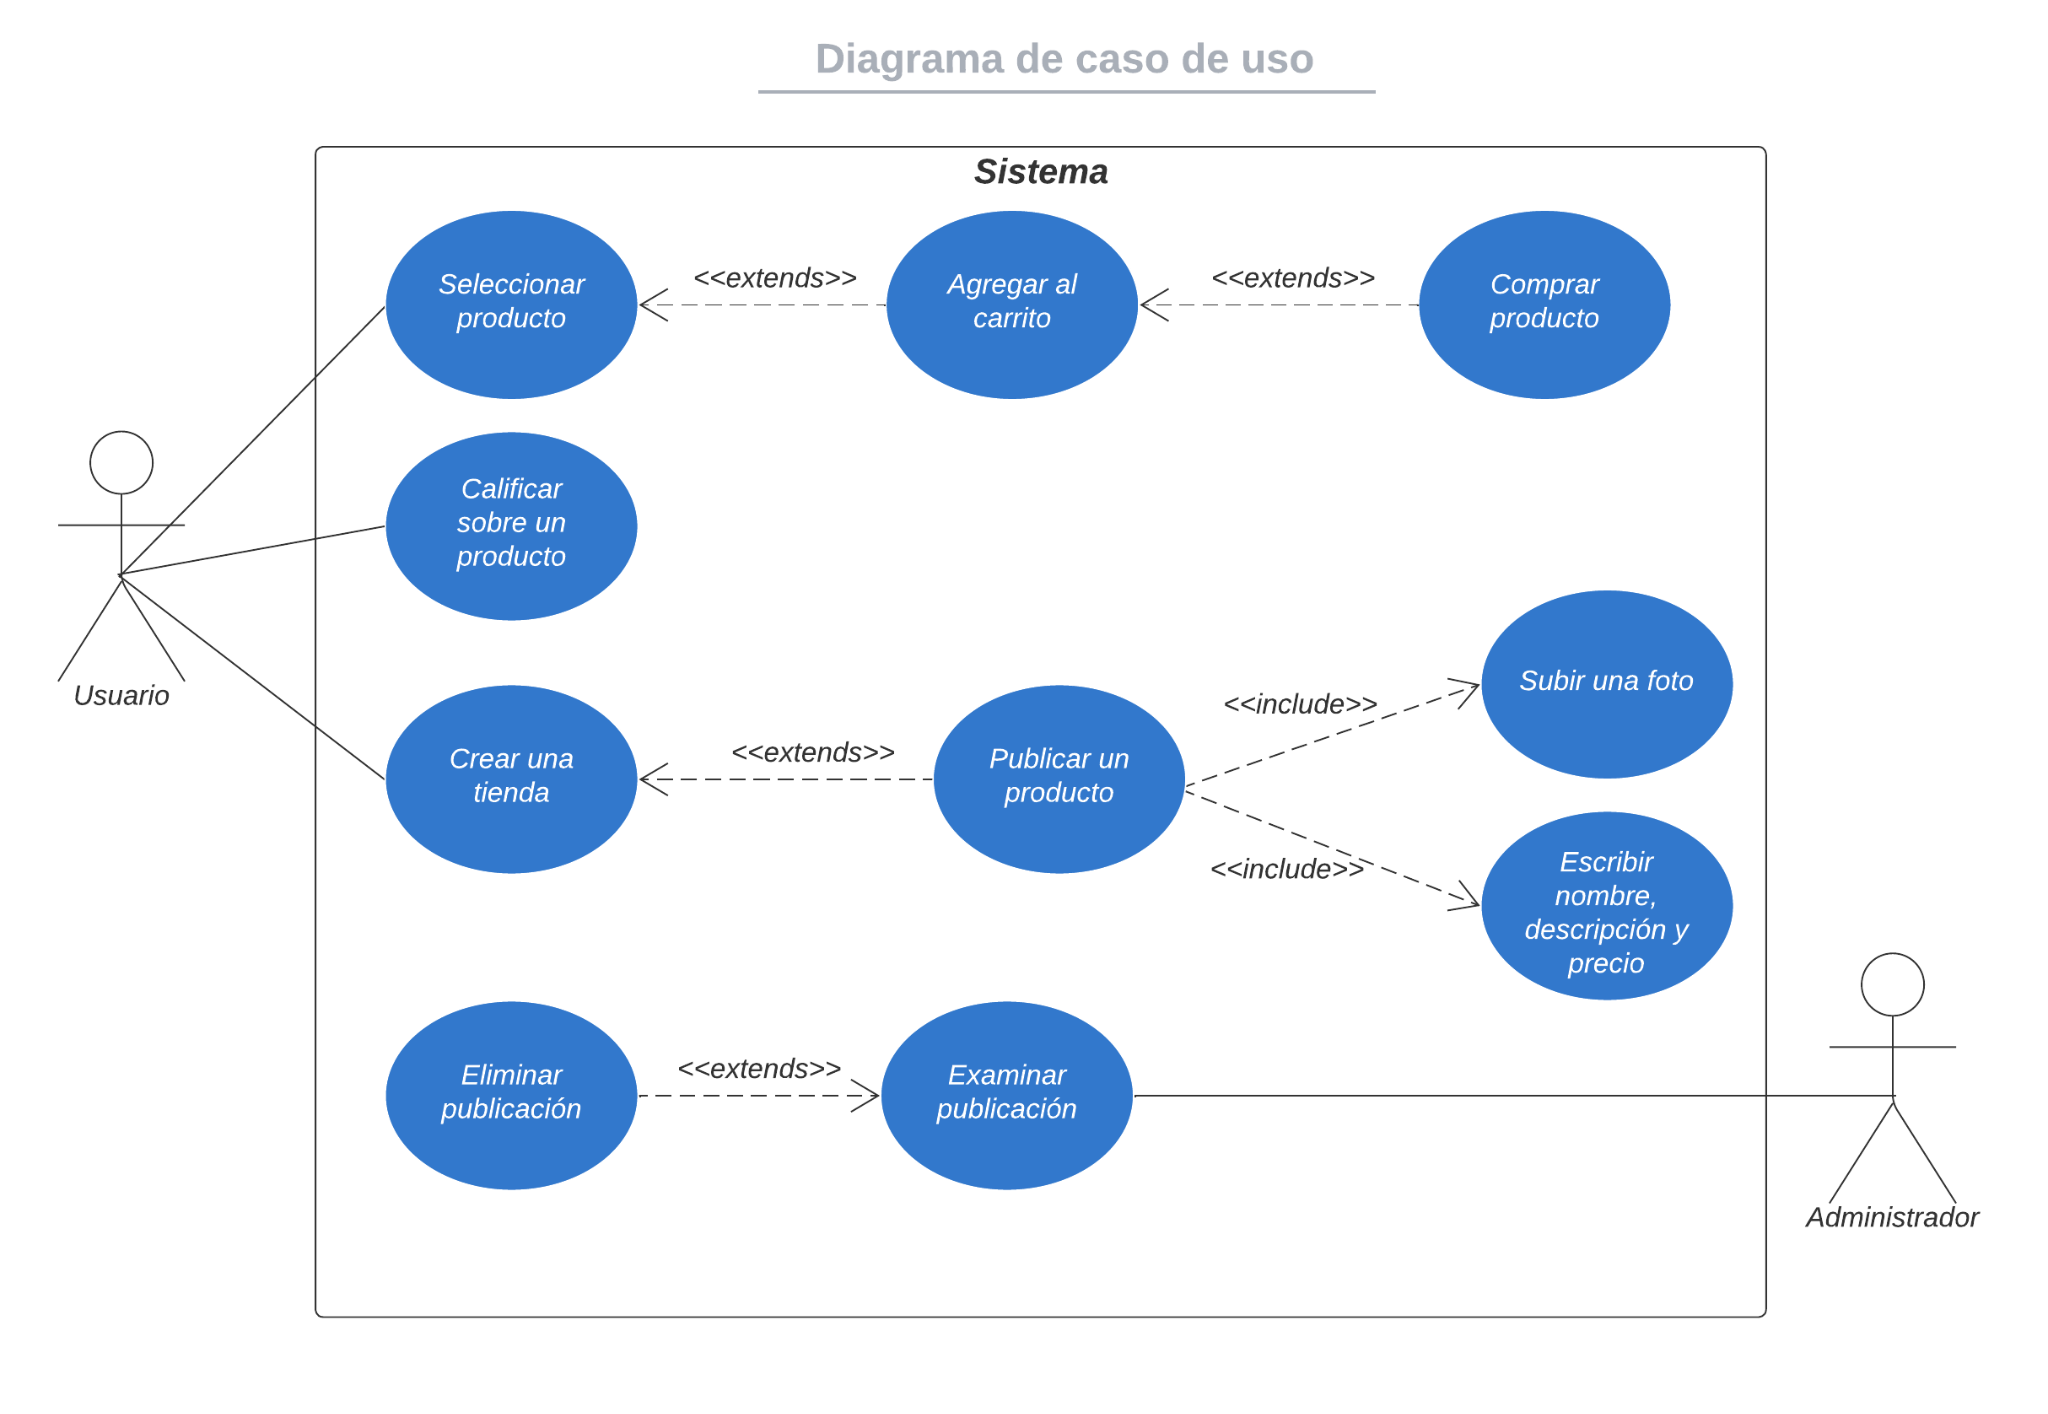 Diagrama de caso de uso
Sistema
Seleccionar
producto
<<extends>>
Agregar al
carrito
<<extends>>
Comprar
producto
Calificar
sobre un
producto
Usuario
Crear una
tienda
<<extends>>
Publicar un
producto
<<include>>
Subir una foto
<<include>>
Escribir
nombre,
descripción y
precio
Eliminar
publicación
<<extends>>
Examinar
publicación
Administrador